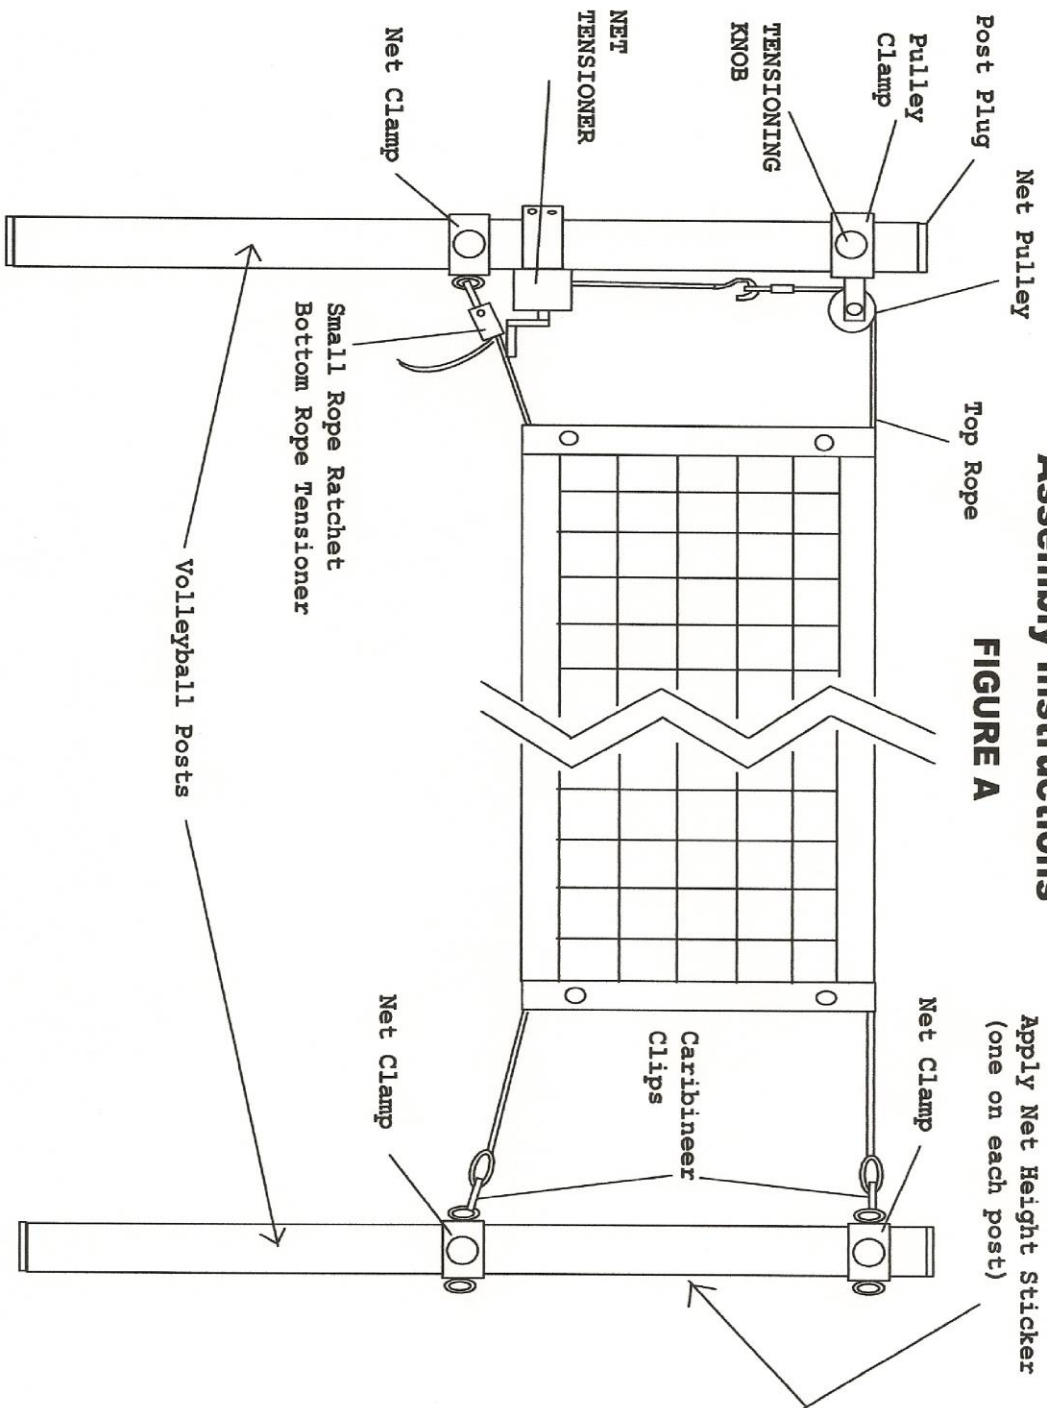 Assembly Instructions
FIGURE A
Post Plug
Pulley
Clamp
TENSIONING
KNOB
NET
TENSIONER
Net Clamp
Net Pulley
Top Rope
Small Rope Ratchet
Bottom Rope Tensioner
Volleyball Posts
Apply Net Height Sticker
(one on each post)
Net Clamp
Caribineer
Clips
Net Clamp